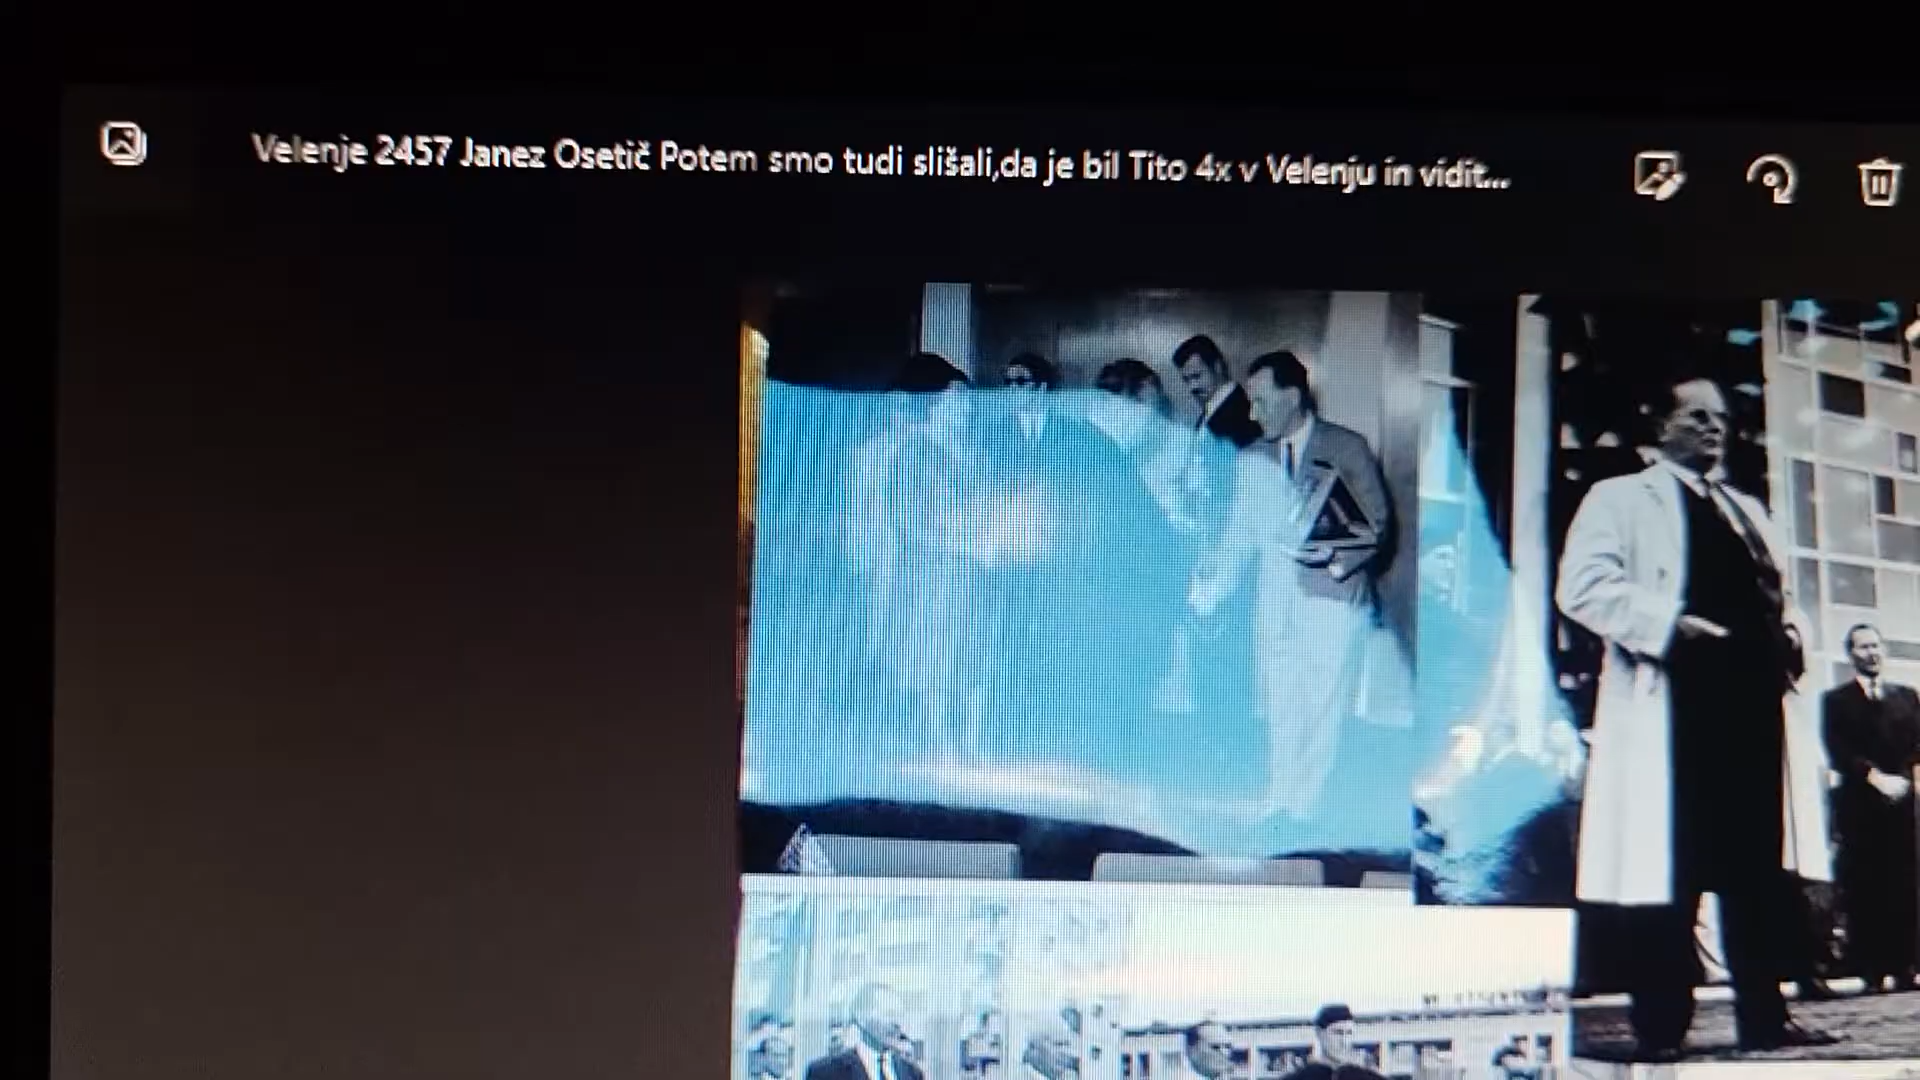 Velenje 2457 Janez Osetič Potem smo tudi slišali,da je bil Tito 4x v Velenju in vidit...